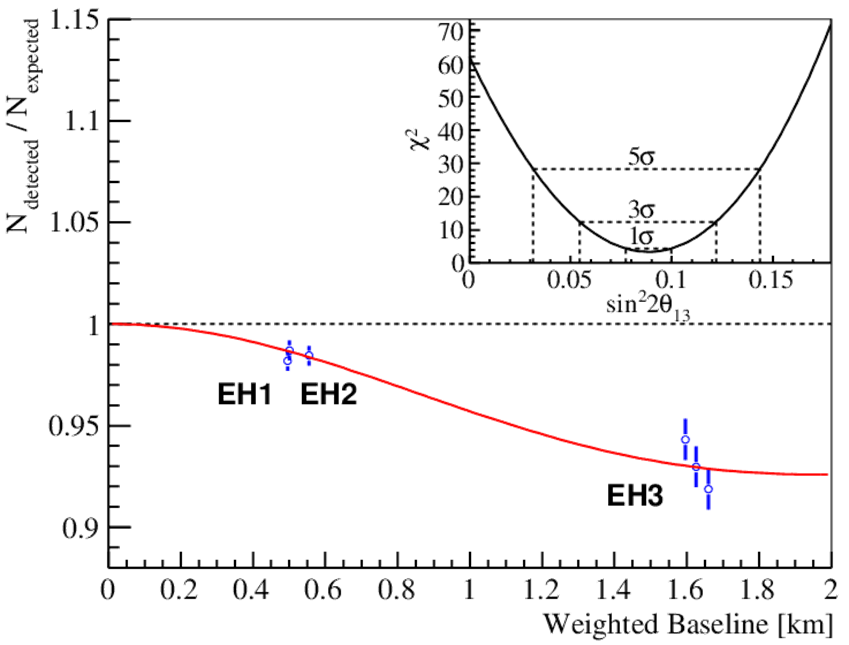 N_detected / N_expected
1.15
1.1
1.05
1
0.95
0.9
χ²
70
60
50
40
30
20
10
0
5σ
3σ
1σ
0 0.05 0.1 0.15
sin²2θ₁₃
EH1 EH2
EH3
0 0.2 0.4 0.6 0.8 1 1.2 1.4 1.6 1.8 2
Weighted Baseline [km]